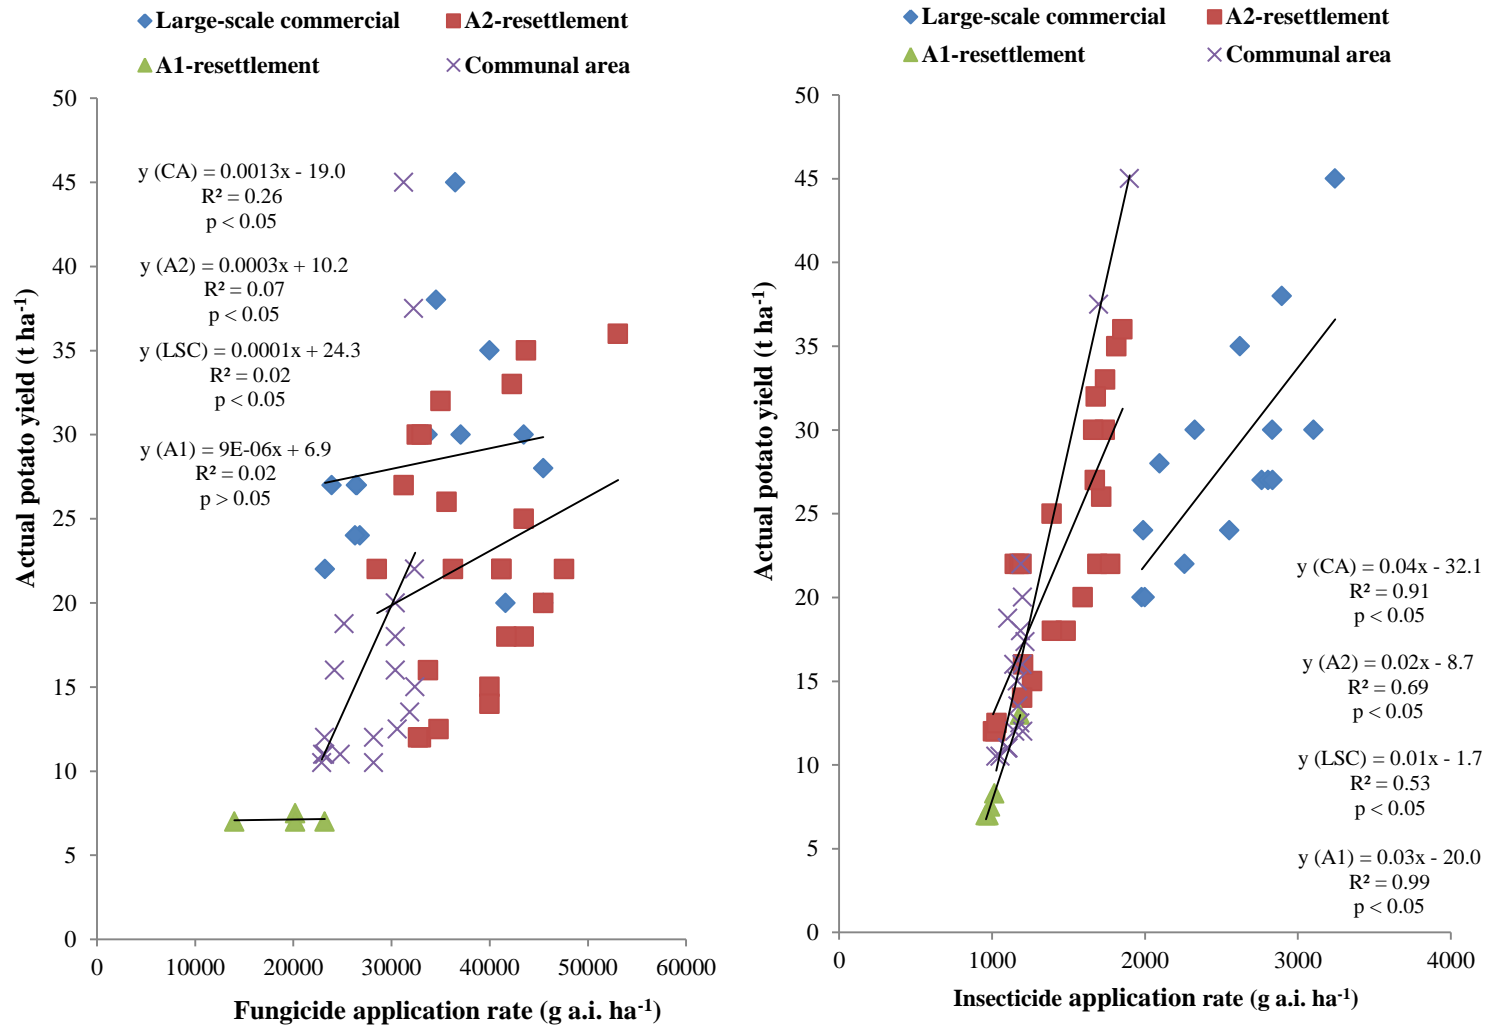 Large-scale commercial
A2-resettlement
A1-resettlement
Communal area
50
45
40
35
30
25
20
15
10
5
0
y (CA) = 0.0013x - 19.0
R² = 0.26
p < 0.05
y (A2) = 0.0003x + 10.2
R² = 0.07
p < 0.05
y (LSC) = 0.0001x + 24.3
R² = 0.02
p < 0.05
y (A1) = 9E-06x + 6.9
R² = 0.02
p > 0.05
Actual potato yield (t ha⁻¹)
0
10000
20000
30000
40000
50000
60000
Fungicide application rate (g a.i. ha⁻¹)
Large-scale commercial
A2-resettlement
A1-resettlement
Communal area
50
45
40
35
30
25
20
15
10
5
0
y (CA) = 0.04x - 32.1
R² = 0.91
p < 0.05
y (A2) = 0.02x - 8.7
R² = 0.69
p < 0.05
y (LSC) = 0.01x - 1.7
R² = 0.53
p < 0.05
y (A1) = 0.03x - 20.0
R² = 0.99
p < 0.05
Actual potato yield (t ha⁻¹)
0
1000
2000
3000
4000
Insecticide application rate (g a.i. ha⁻¹)